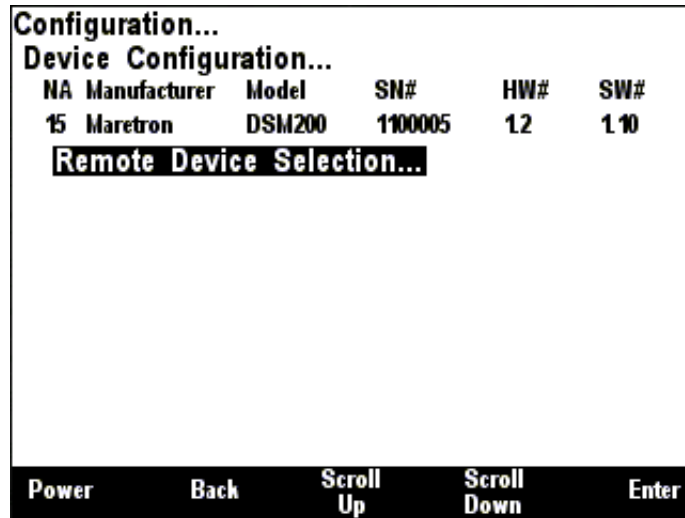 Configuration...
Device Configuration...
NA Manufacturer Model SN# HW# SW#
15 Maretron DSM200 1100005 1.2 1.10
Remote Device Selection...
Power Back Scroll Up Scroll Down Enter